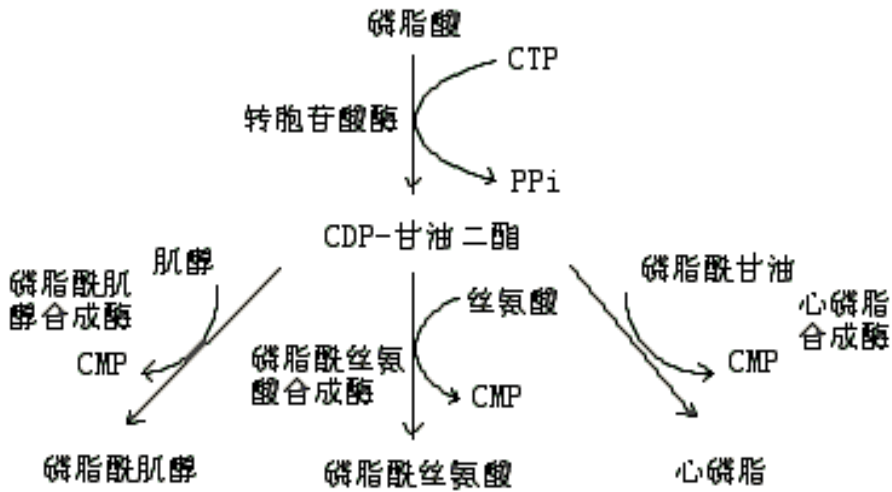 磷脂酸
CTP
转胞苷酸酶
PPi
CDP-甘油二酯
肌醇
磷脂酰肌
醇合成酶
CMP
丝氨酸
磷脂酰丝氨
酸合成酶
CMP
磷脂酰甘油
心磷脂
合成酶
CMP
磷脂酰肌醇
磷脂酰丝氨酸
心磷脂